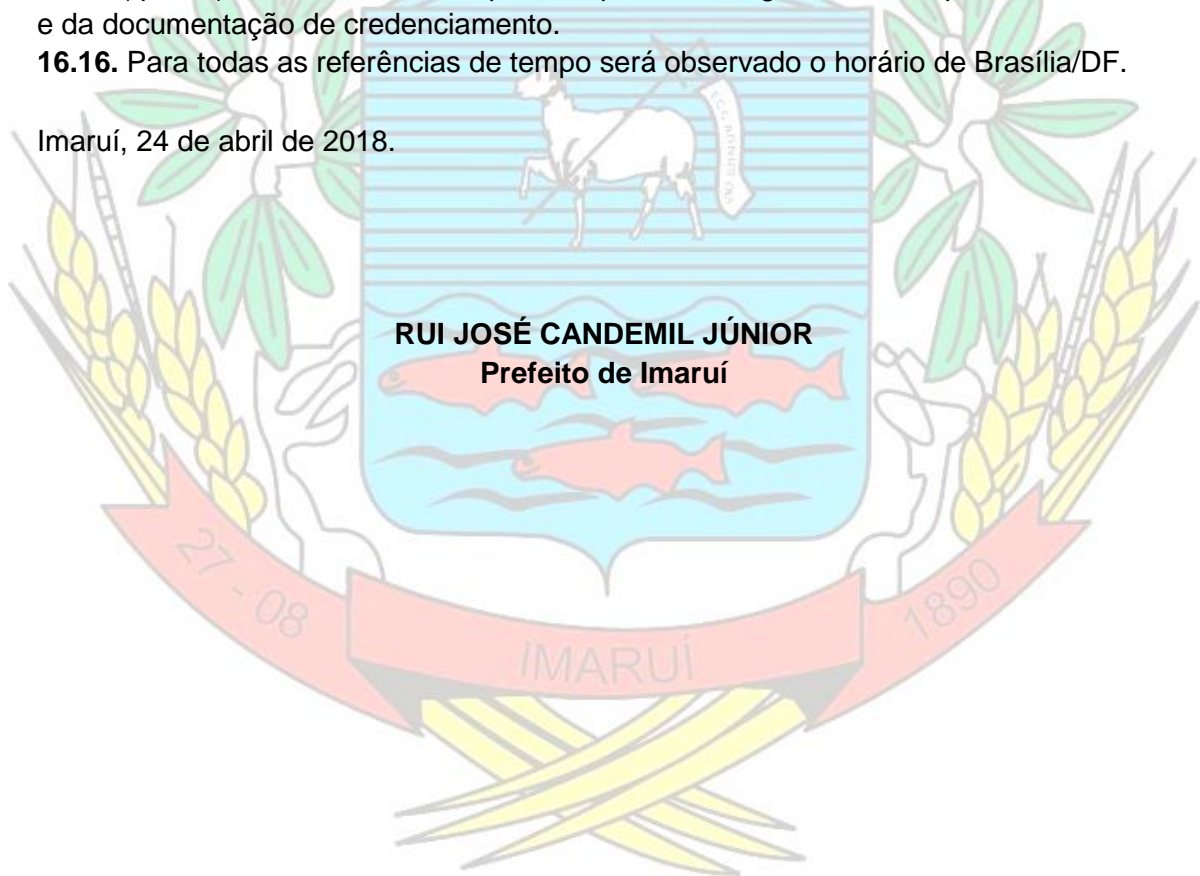 e da documentação de credenciamento.
16.16. Para todas as referências de tempo será observado o horário de Brasília/DF.
Imaruí, 24 de abril de 2018.
RUI JOSÉ CANDEMIL JÚNIOR
Prefeito de Imaruí
27 - 08
IMARUÍ
1890